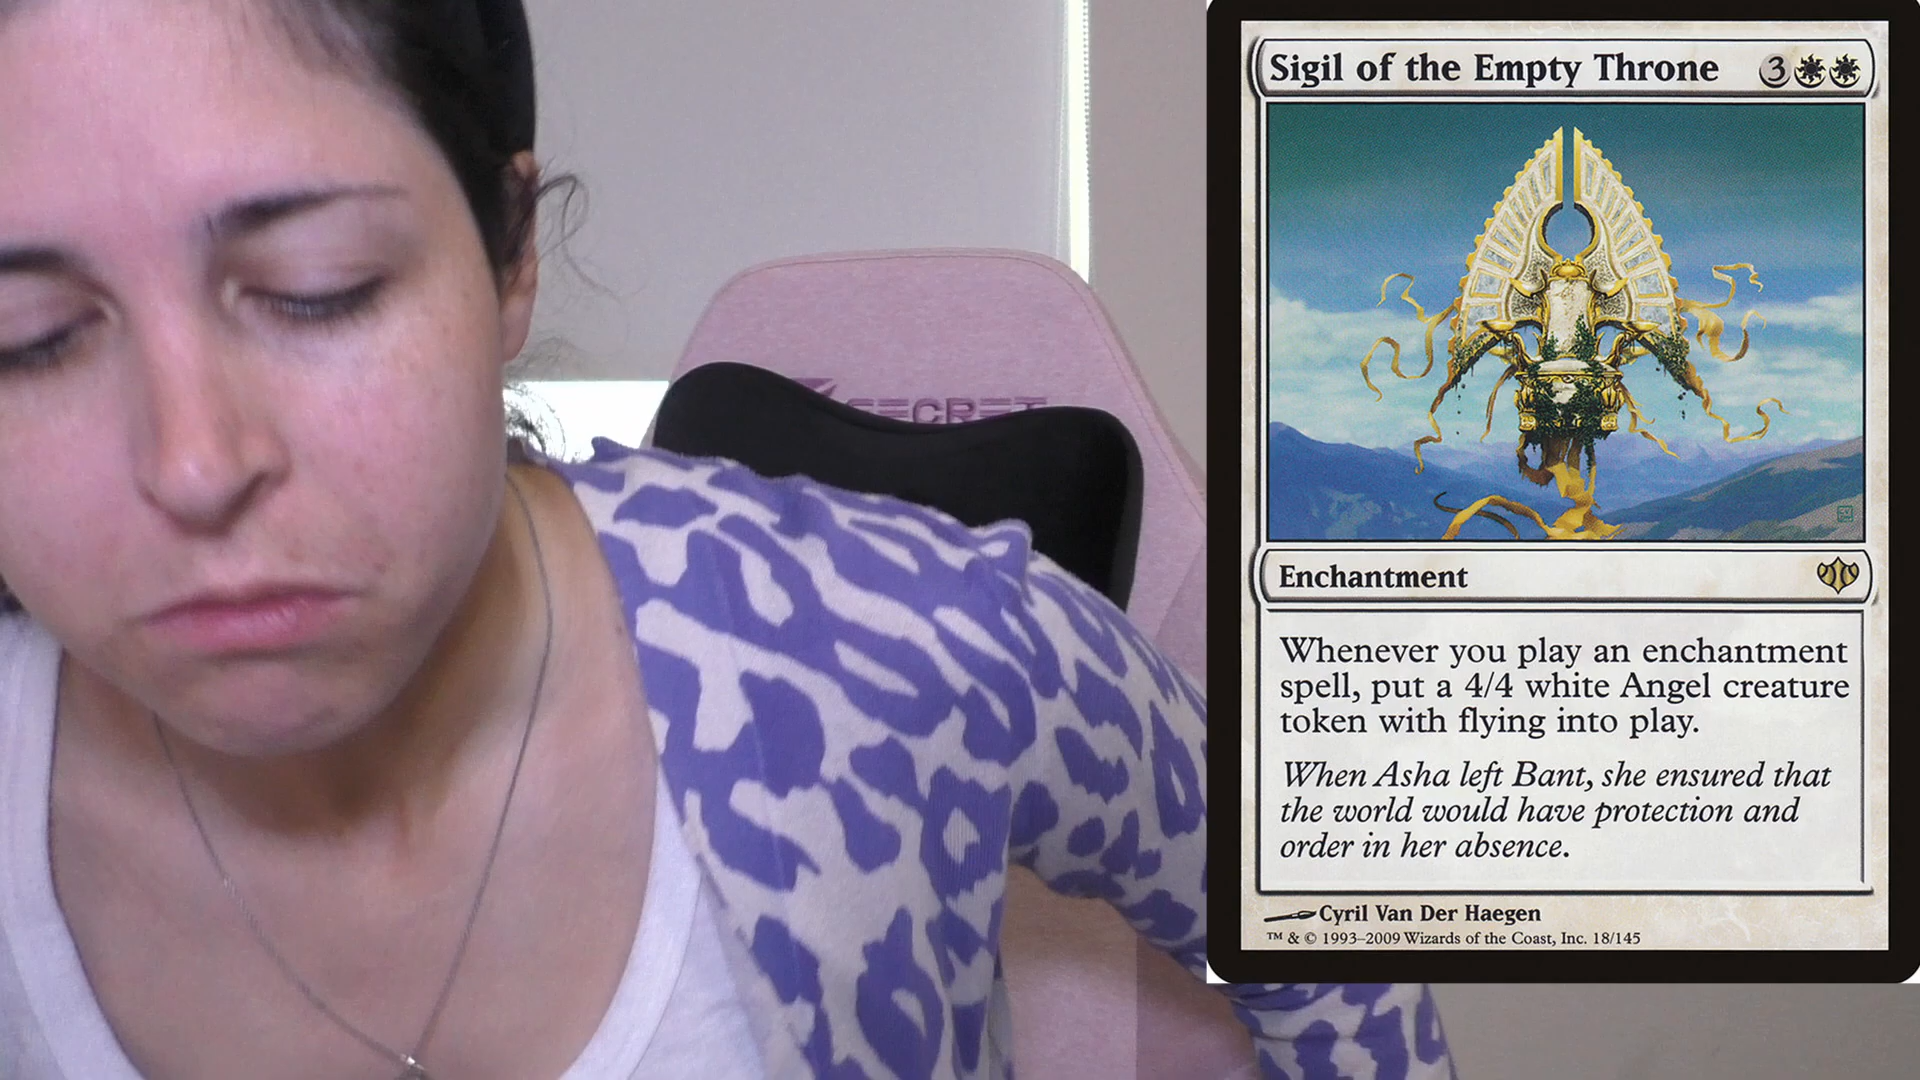 SECRET
Sigil of the Empty Throne 3
Enchantment
Whenever you play an enchantment
spell, put a 4/4 white Angel creature
token with flying into play.
When Asha left Bant, she ensured that
the world would have protection and
order in her absence.
Cyril Van Der Haegen
™ & © 1993–2009 Wizards of the Coast, Inc. 18/145